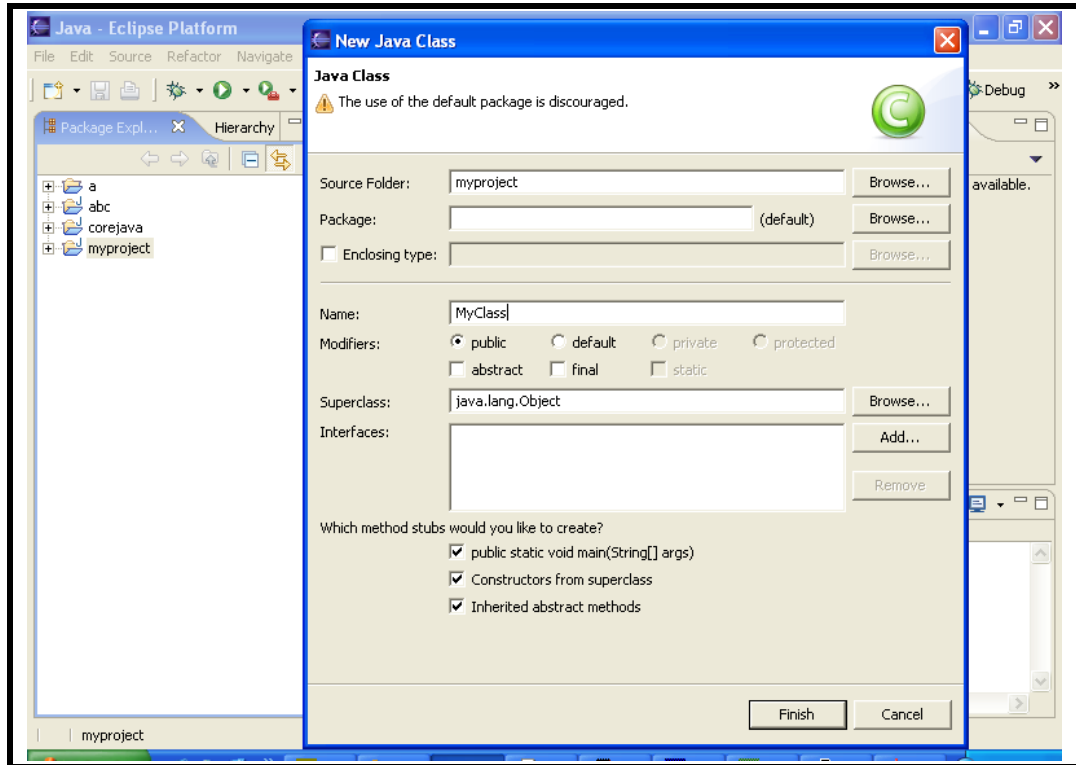 Java - Eclipse Platform
File Edit Source Refactor Navigate
Debug
»
Package Expl... Hierarchy
a
abc
corejava
myproject
available.
myproject
New Java Class
Java Class
The use of the default package is discouraged.
C
Source Folder: myproject Browse...
Package: (default) Browse...
Enclosing type: Browse...
Name: MyClass
Modifiers: public default private protected
abstract final static
Superclass: java.lang.Object Browse...
Interfaces: Add...
Remove
Which method stubs would you like to create?
public static void main(String[] args)
Constructors from superclass
Inherited abstract methods
Finish Cancel